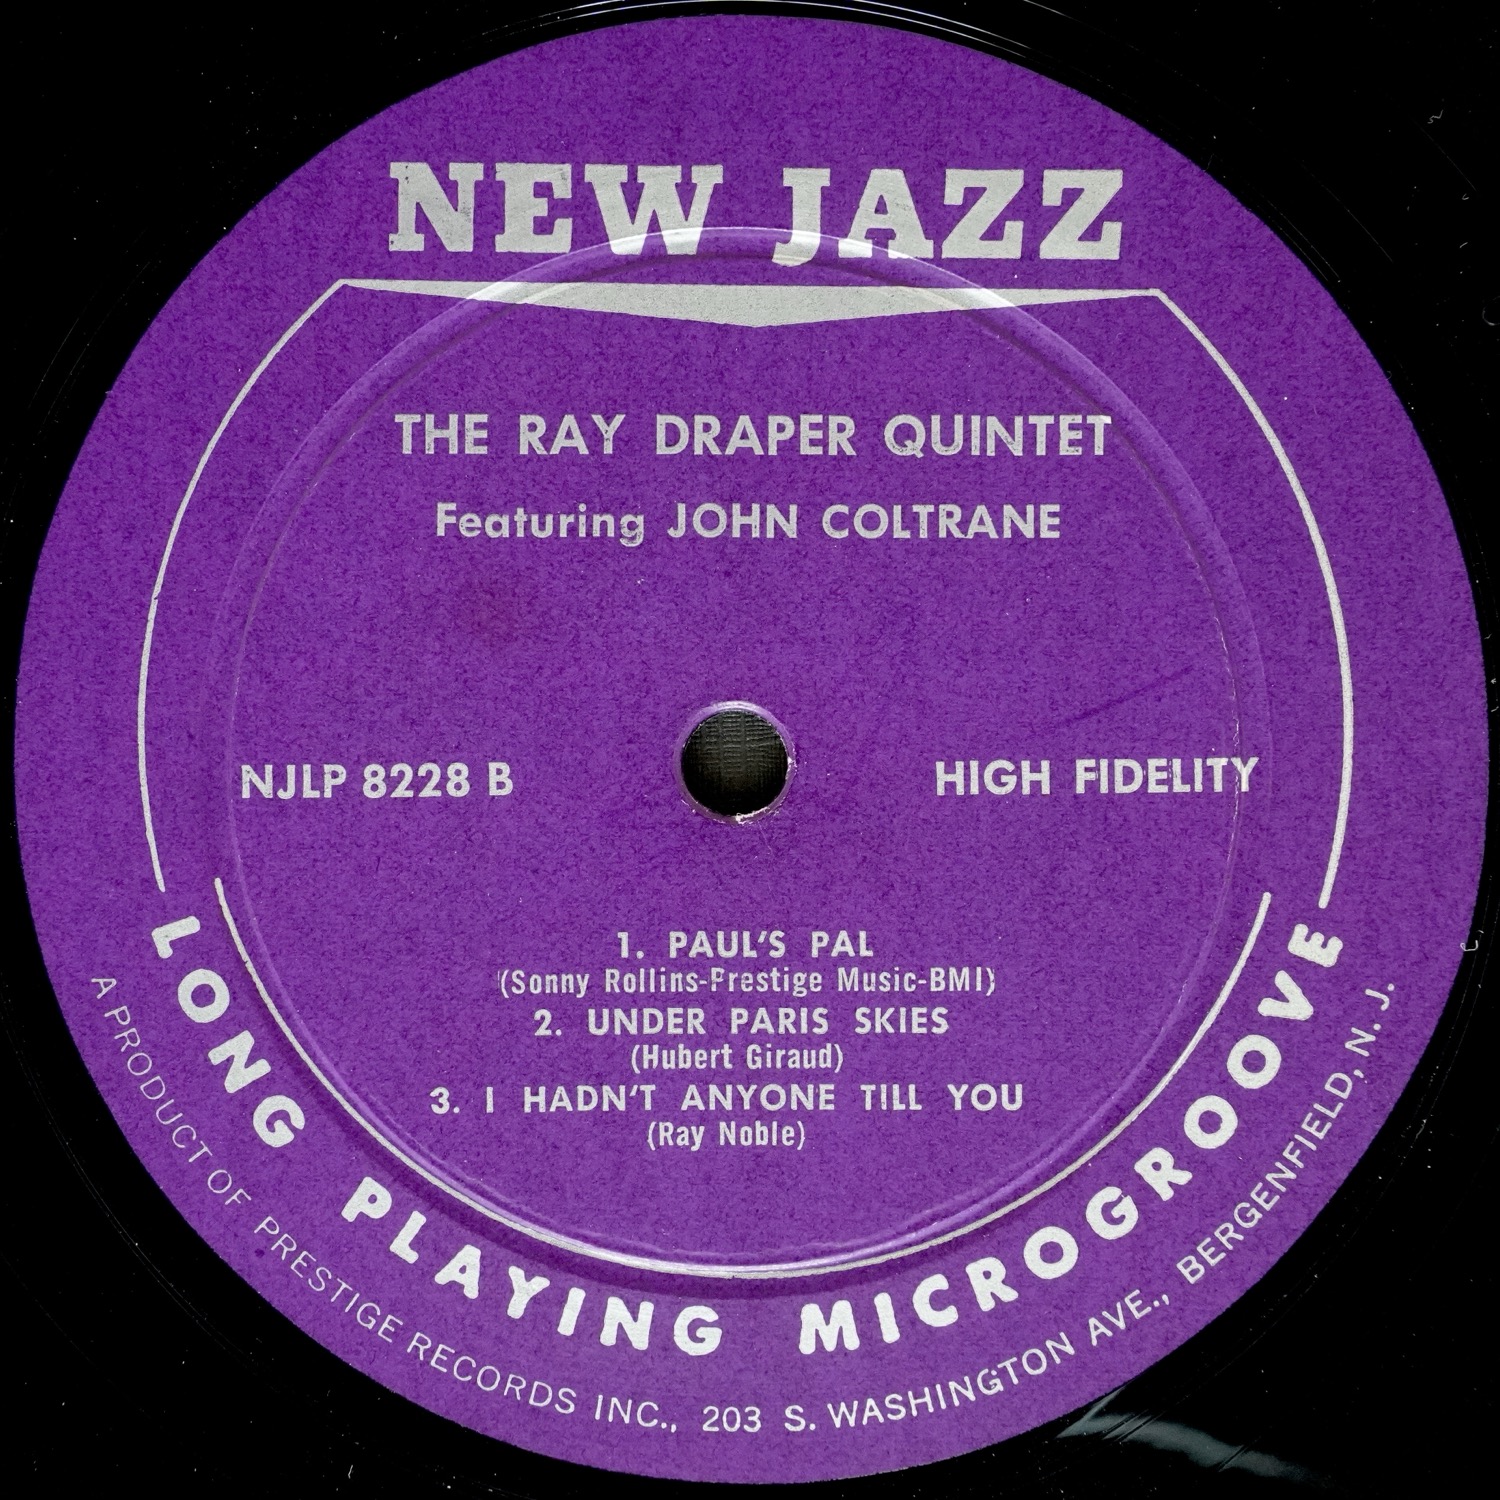 NEW JAZZ
THE RAY DRAPER QUINTET
Featuring JOHN COLTRANE
NJLP 8228 B
HIGH FIDELITY
1. PAUL'S PAL
(Sonny Rollins-Prestige Music-BMI)
2. UNDER PARIS SKIES
(Hubert Giraud)
3. I HADN'T ANYONE TILL YOU
(Ray Noble)
LONG PLAYING MICROGROOVE
A PRODUCT OF PRESTIGE RECORDS INC., 203 S. WASHINGTON AVE., BERGENFIELD, N. J.